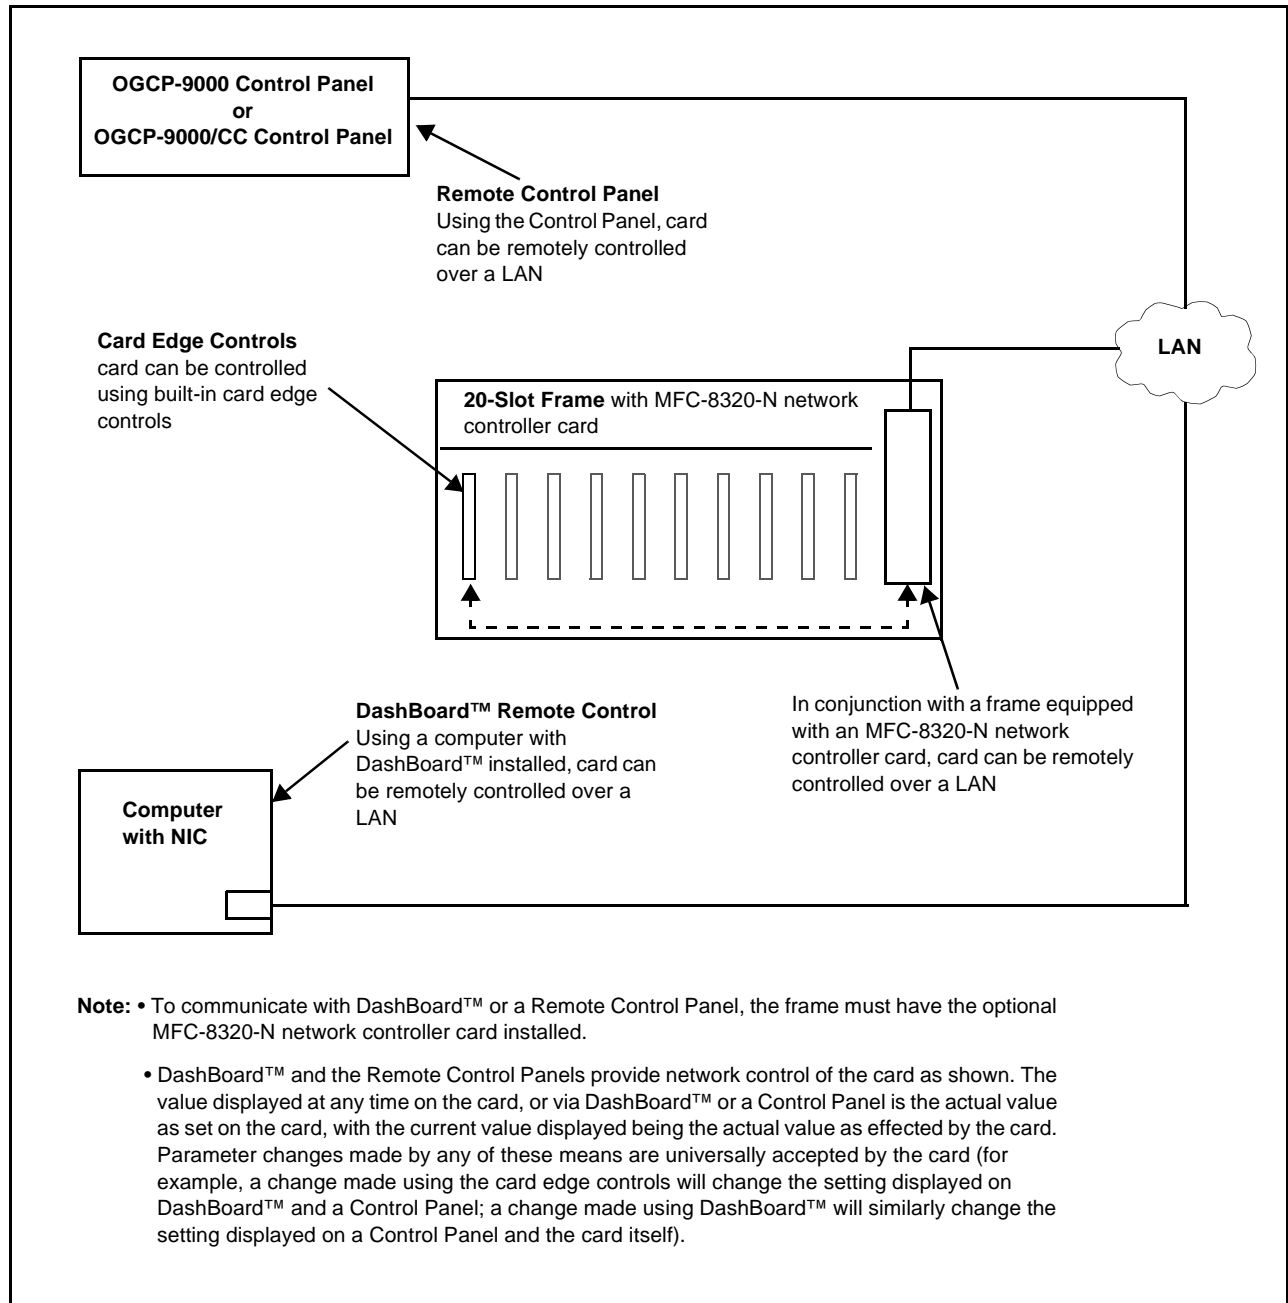 OGCP-9000 Control Panel
or
OGCP-9000/CC Control Panel
Remote Control Panel
Using the Control Panel, card
can be remotely controlled
over a LAN
LAN
Card Edge Controls
card can be controlled
using built-in card edge
controls
20-Slot Frame with MFC-8320-N network
controller card
DashBoard™ Remote Control
Using a computer with
DashBoard™ installed, card can
be remotely controlled over a
LAN
In conjunction with a frame equipped
with an MFC-8320-N network
controller card, card can be remotely
controlled over a LAN
Computer
with NIC
Note: • To communicate with DashBoard™ or a Remote Control Panel, the frame must have the optional
MFC-8320-N network controller card installed.
• DashBoard™ and the Remote Control Panels provide network control of the card as shown. The
value displayed at any time on the card, or via DashBoard™ or a Control Panel is the actual value
as set on the card, with the current value displayed being the actual value as effected by the card.
Parameter changes made by any of these means are universally accepted by the card (for
example, a change made using the card edge controls will change the setting displayed on
DashBoard™ and a Control Panel; a change made using DashBoard™ will similarly change the
setting displayed on a Control Panel and the card itself).